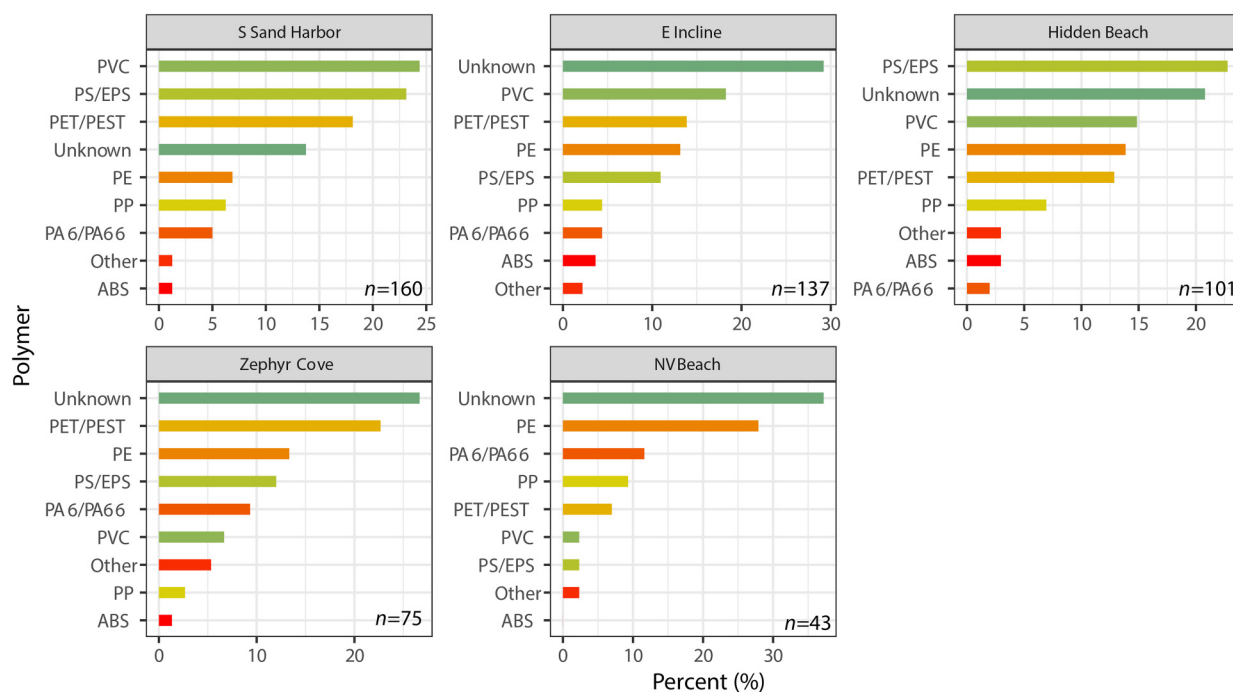 S Sand Harbor
PVC
PS/EPS
PET/PEST
Unknown
PE
PP
PA 6/PA66
Other
ABS
n=160
0 5 10 15 20 25
E Incline
Unknown
PVC
PET/PEST
PE
PS/EPS
PP
PA 6/PA66
ABS
Other
n=137
0 10 20 30
Hidden Beach
PS/EPS
Unknown
PVC
PE
PET/PEST
PP
Other
ABS
PA 6/PA66
n=101
0 5 10 15 20
Polymer
Zephyr Cove
Unknown
PET/PEST
PE
PS/EPS
PA 6/PA66
PVC
Other
PP
ABS
n=75
0 10 20
NV Beach
Unknown
PE
PA 6/PA66
PP
PET/PEST
PVC
PS/EPS
Other
ABS
n=43
0 10 20 30
Percent (%)